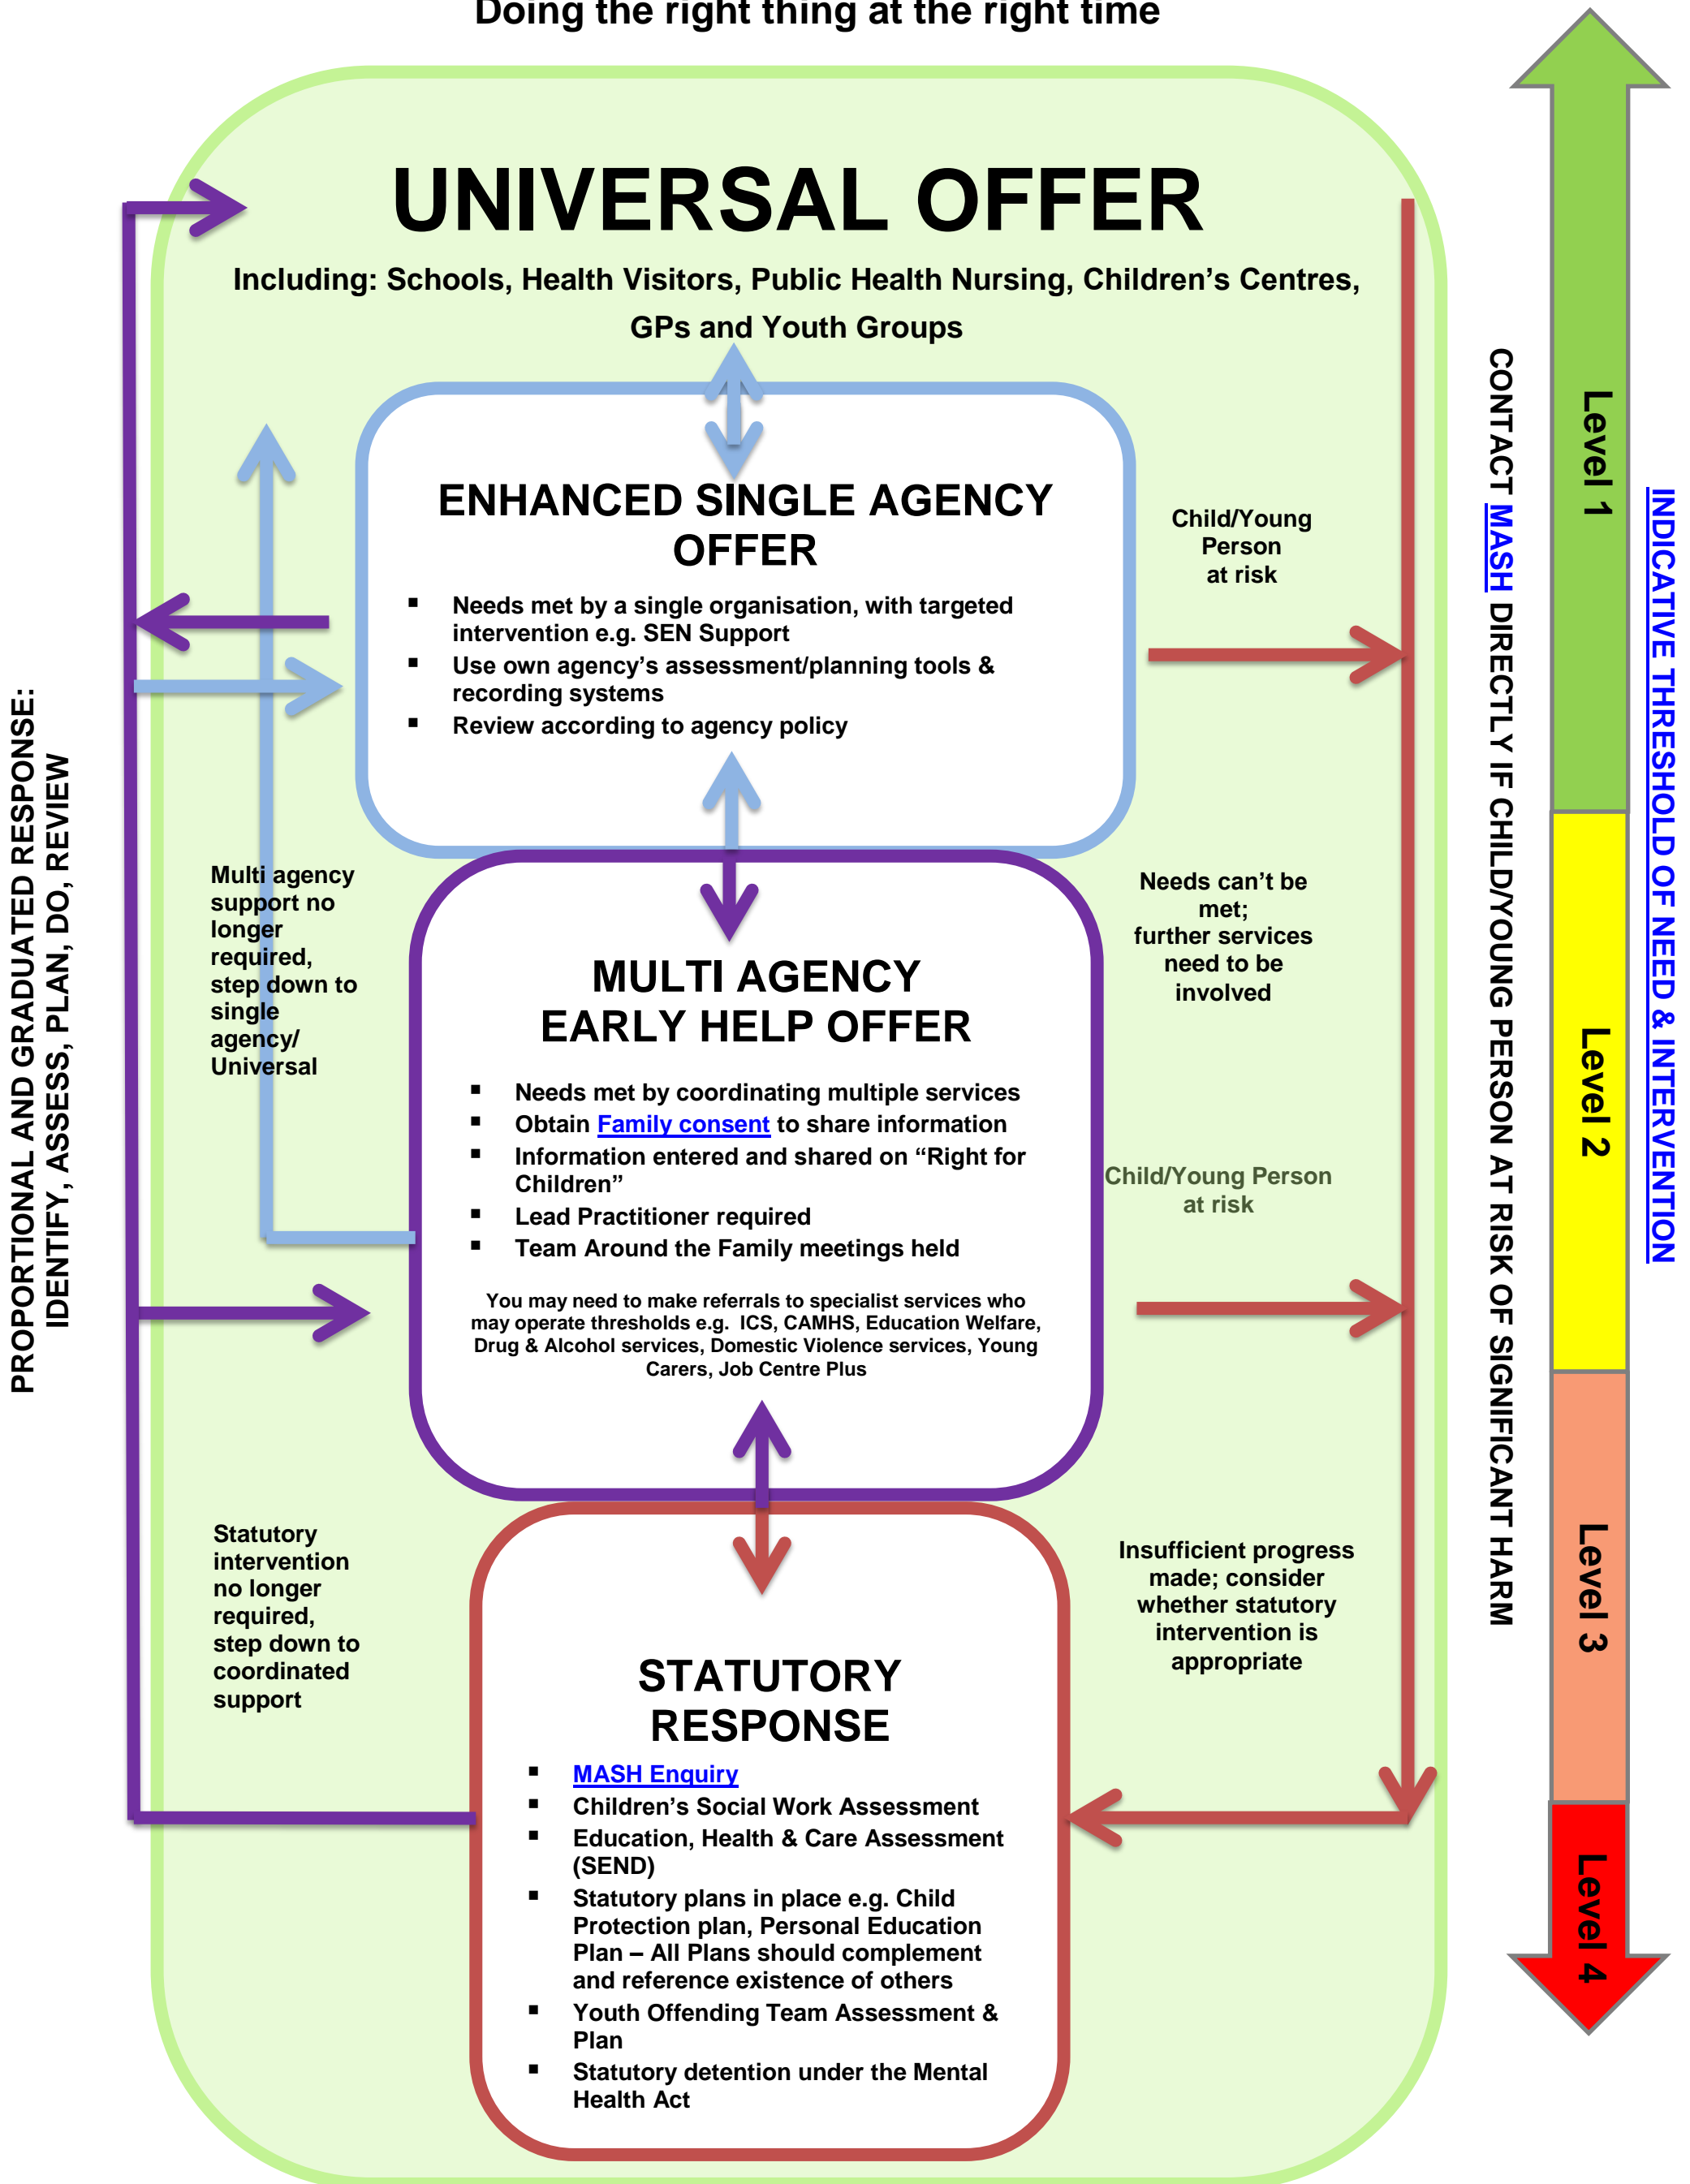 Doing the right thing at the right time
UNIVERSAL OFFER
Including: Schools, Health Visitors, Public Health Nursing, Children’s Centres,
GPs and Youth Groups
ENHANCED SINGLE AGENCY
OFFER
▪ Needs met by a single organisation, with targeted
intervention e.g. SEN Support
▪ Use own agency’s assessment/planning tools &
recording systems
▪ Review according to agency policy
Child/Young
Person
at risk
Multi agency
support no
longer
required,
step down to
single
agency/
Universal
MULTI AGENCY
EARLY HELP OFFER
▪ Needs met by coordinating multiple services
▪ Obtain Family consent to share information
▪ Information entered and shared on “Right for
Children”
▪ Lead Practitioner required
▪ Team Around the Family meetings held
You may need to make referrals to specialist services who
may operate thresholds e.g. ICS, CAMHS, Education Welfare,
Drug & Alcohol services, Domestic Violence services, Young
Carers, Job Centre Plus
Needs can’t be
met;
further services
need to be
involved
Child/Young Person
at risk
Statutory
intervention
no longer
required,
step down to
coordinated
support
STATUTORY
RESPONSE
▪ MASH Enquiry
▪ Children’s Social Work Assessment
▪ Education, Health & Care Assessment
(SEND)
▪ Statutory plans in place e.g. Child
Protection plan, Personal Education
Plan – All Plans should complement
and reference existence of others
▪ Youth Offending Team Assessment &
Plan
▪ Statutory detention under the Mental
Health Act
Insufficient progress
made; consider
whether statutory
intervention is
appropriate
PROPORTIONAL AND GRADUATED RESPONSE:
IDENTIFY, ASSESS, PLAN, DO, REVIEW
CONTACT MASH DIRECTLY IF CHILD/YOUNG PERSON AT RISK OF SIGNIFICANT HARM
Level 1
Level 2
Level 3
Level 4
INDICATIVE THRESHOLD OF NEED & INTERVENTION